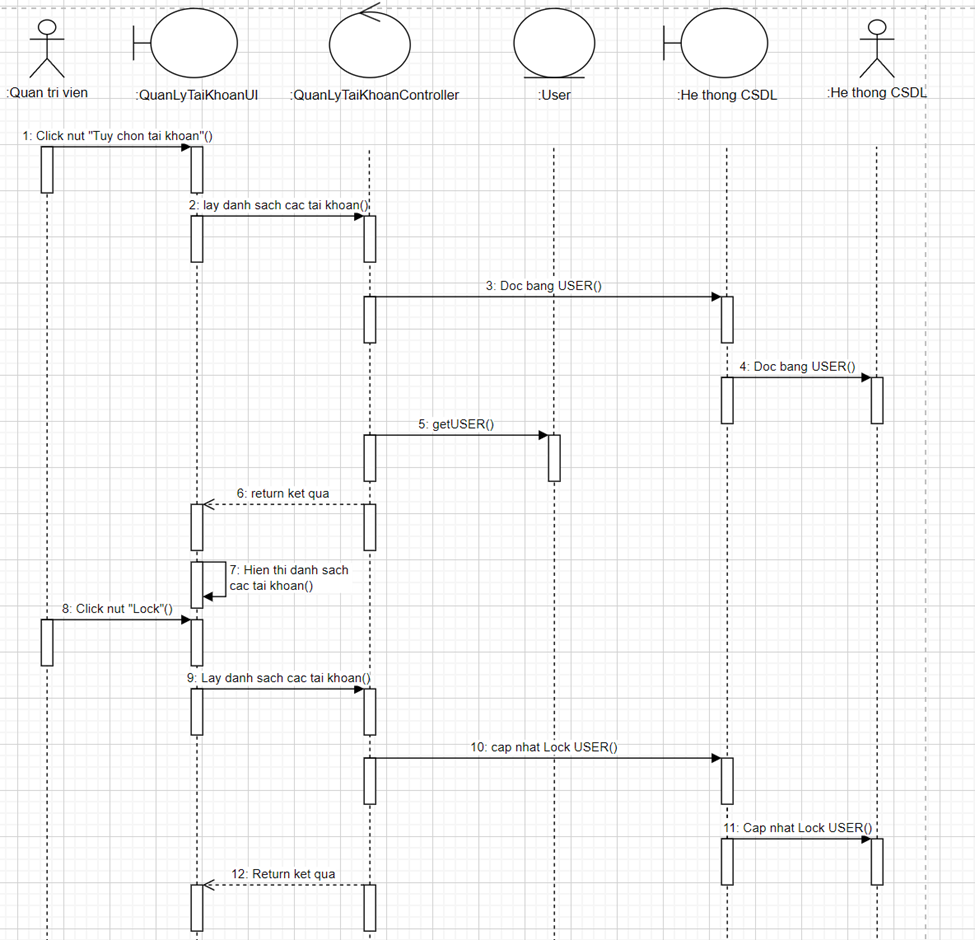 :Quan tri vien
:QuanLyTaiKhoanUI
:QuanLyTaiKhoanController
:User
:He thong CSDL
:He thong CSDL
1: Click nut "Tuy chon tai khoan"()
2: lay danh sach cac tai khoan()
3: Doc bang USER()
4: Doc bang USER()
5: getUSER()
6: return ket qua
7: Hien thi danh sach
cac tai khoan()
8: Click nut "Lock"()
9: Lay danh sach cac tai khoan()
10: cap nhat Lock USER()
11: Cap nhat Lock USER()
12: Return ket qua